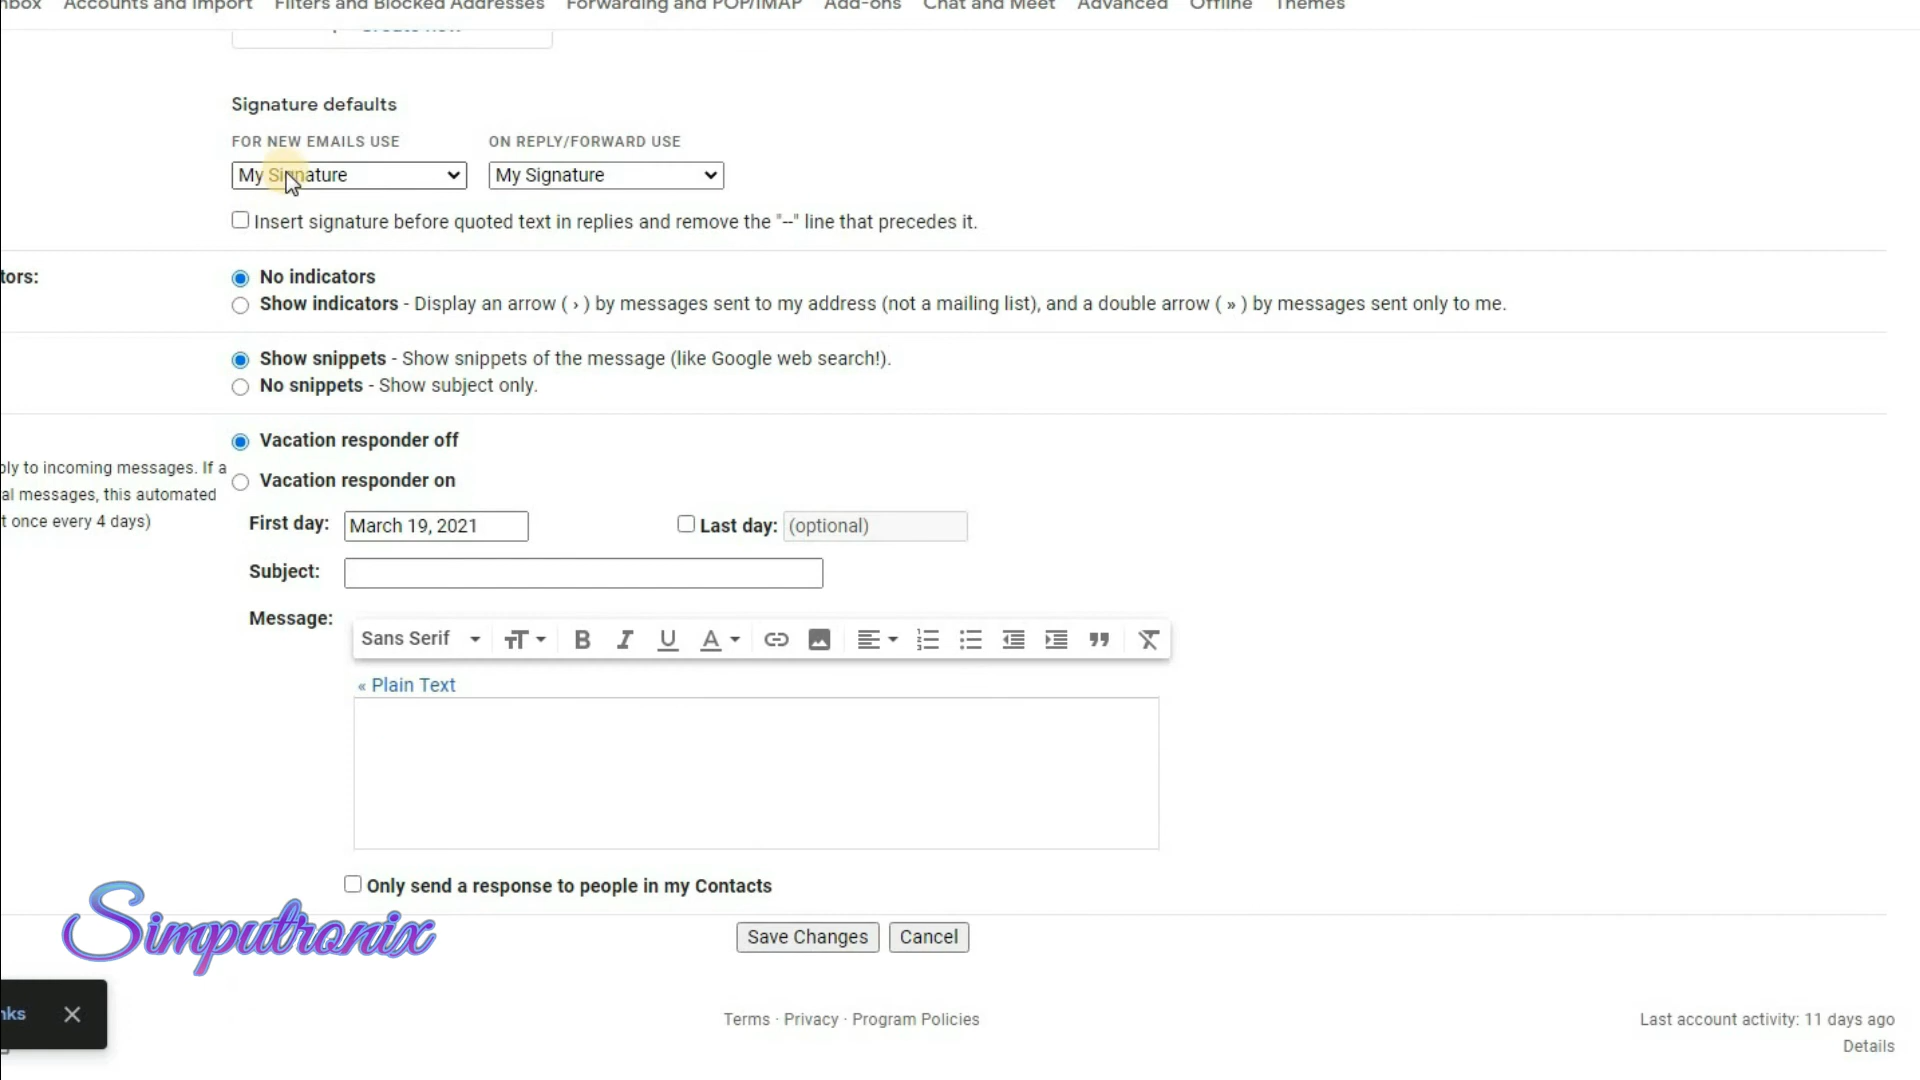 Accounts and Import Filters and Blocked Addresses Forwarding and POP/IMAP Add-ons Chat and Meet Advanced Offline Themes
Signature defaults
FOR NEW EMAILS USE ON REPLY/FORWARD USE
My Signature My Signature
Insert signature before quoted text in replies and remove the "--" line that precedes it.
tors: No indicators
Show indicators - Display an arrow ( › ) by messages sent to my address (not a mailing list), and a double arrow ( » ) by messages sent only to me.
Show snippets - Show snippets of the message (like Google web search!).
No snippets - Show subject only.
Vacation responder off
ply to incoming messages. If a
Vacation responder on
al messages, this automated
t once every 4 days)
First day: March 19, 2021 Last day: (optional)
Subject:
Message:
Sans Serif
« Plain Text
Only send a response to people in my Contacts
Simputronix
Save Changes Cancel
nks
Terms · Privacy · Program Policies
Last account activity: 11 days ago
Details